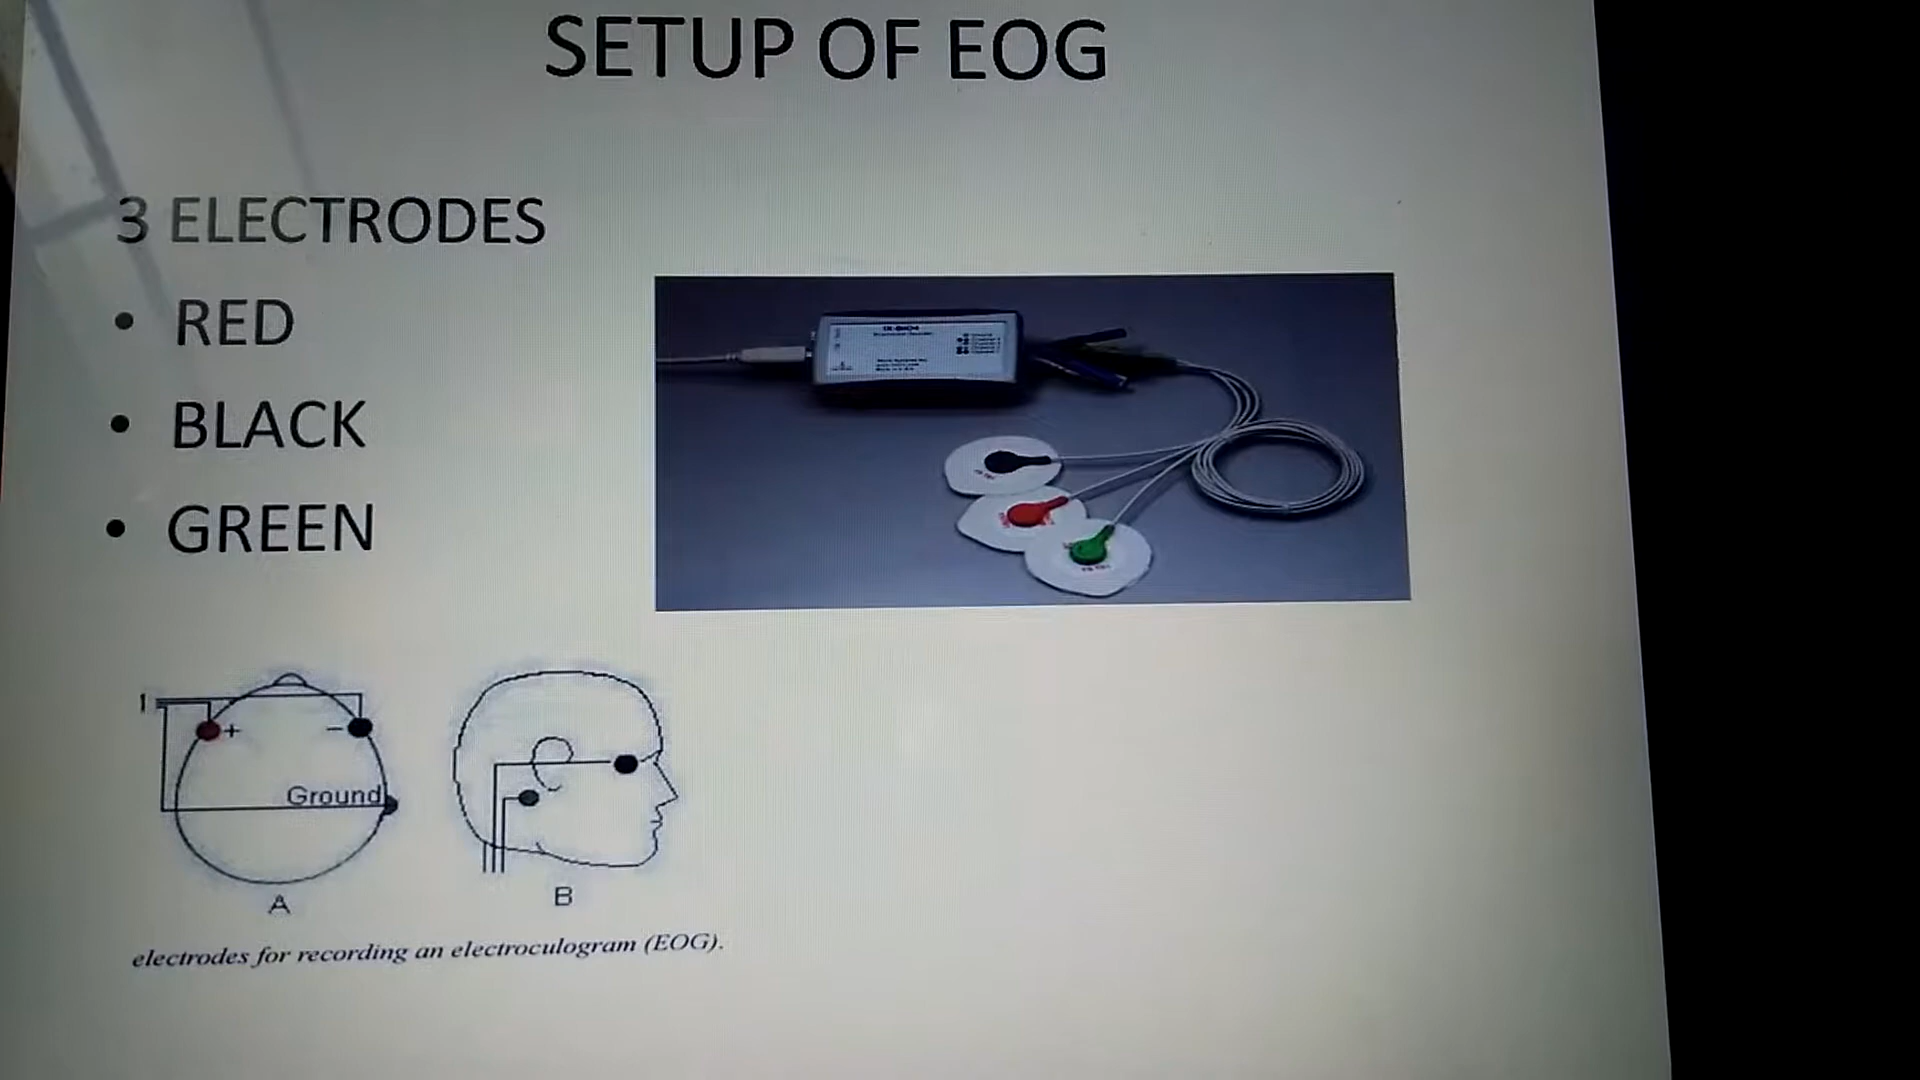 SETUP OF EOG
3 ELECTRODES
• RED
• BLACK
• GREEN
1
+
−
Ground
A
B
electrodes for recording an electroculogram (EOG).